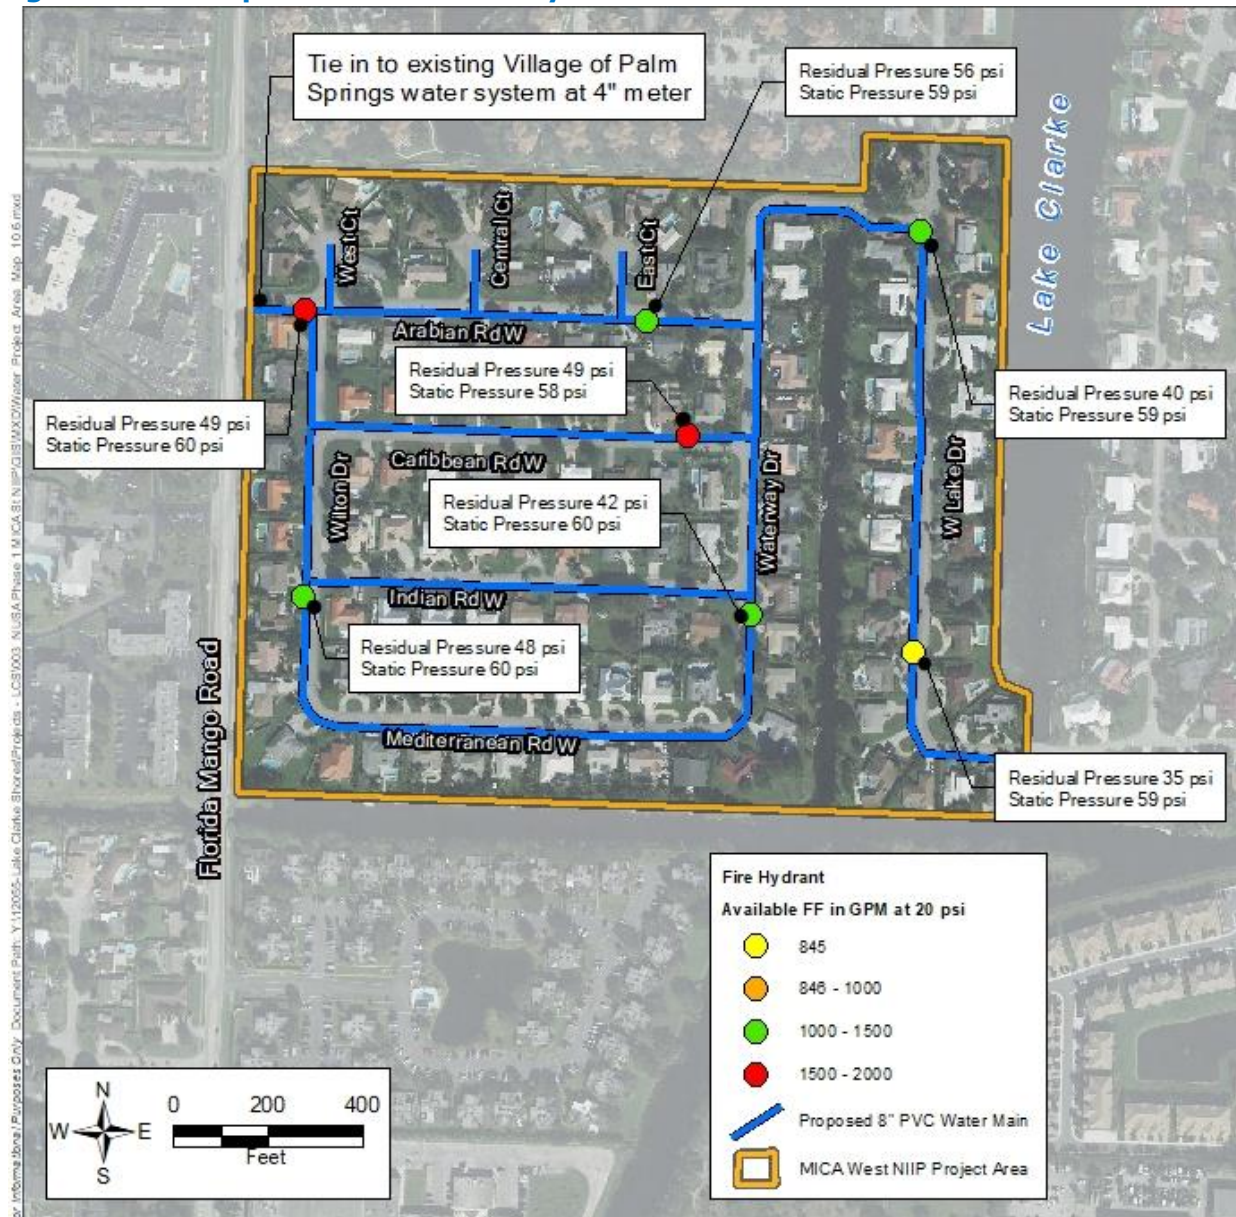 Tie in to existing Village of Palm
Springs water system at 4" meter
Residual Pressure 56 psi
Static Pressure 59 psi
Lake Clarke
West Ct
Central Ct
East Ct
Arabian Rd W
Residual Pressure 49 psi
Static Pressure 58 psi
Residual Pressure 40 psi
Static Pressure 59 psi
Residual Pressure 49 psi
Static Pressure 60 psi
Caribbean Rd W
Wilton Dr
Residual Pressure 42 psi
Static Pressure 60 psi
Waterway Dr
W Lake Dr
Indian Rd W
Residual Pressure 48 psi
Static Pressure 60 psi
Florida Mango Road
Mediterranean Rd W
Residual Pressure 35 psi
Static Pressure 59 psi
Fire Hydrant
Available FF in GPM at 20 psi
845
846 - 1000
1000 - 1500
1500 - 2000
Proposed 8" PVC Water Main
MICA West NIIP Project Area
N
W E
S
0 200 400
Feet